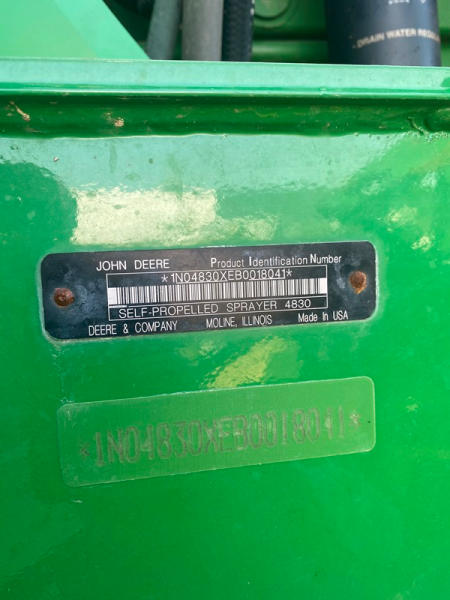 DRAIN WATER REGU
JOHN DEERE Product Identification Number
*1N04830XEB0018041*
SELF-PROPELLED SPRAYER 4830
DEERE & COMPANY MOLINE, ILLINOIS Made In USA
*1N04830XEB0018041*